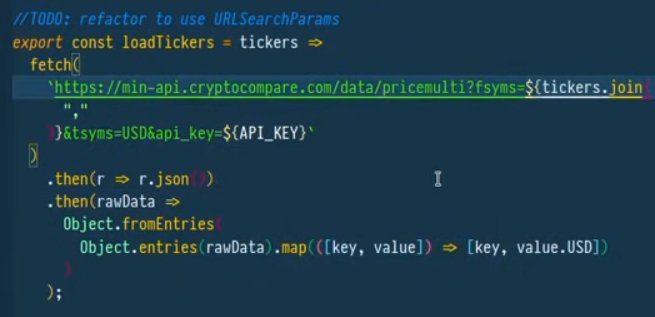 //TODO: refactor to use URLSearchParams
export const loadTickers = tickers =>
fetch(
`https://min-api.cryptocompare.com/data/pricemulti?fsyms=${tickers.join(
","
)}&tsyms=USD&api_key=${API_KEY}`
)
.then(r => r.json())
.then(rawData =>
Object.fromEntries(
Object.entries(rawData).map(([key, value]) => [key, value.USD])
)
);